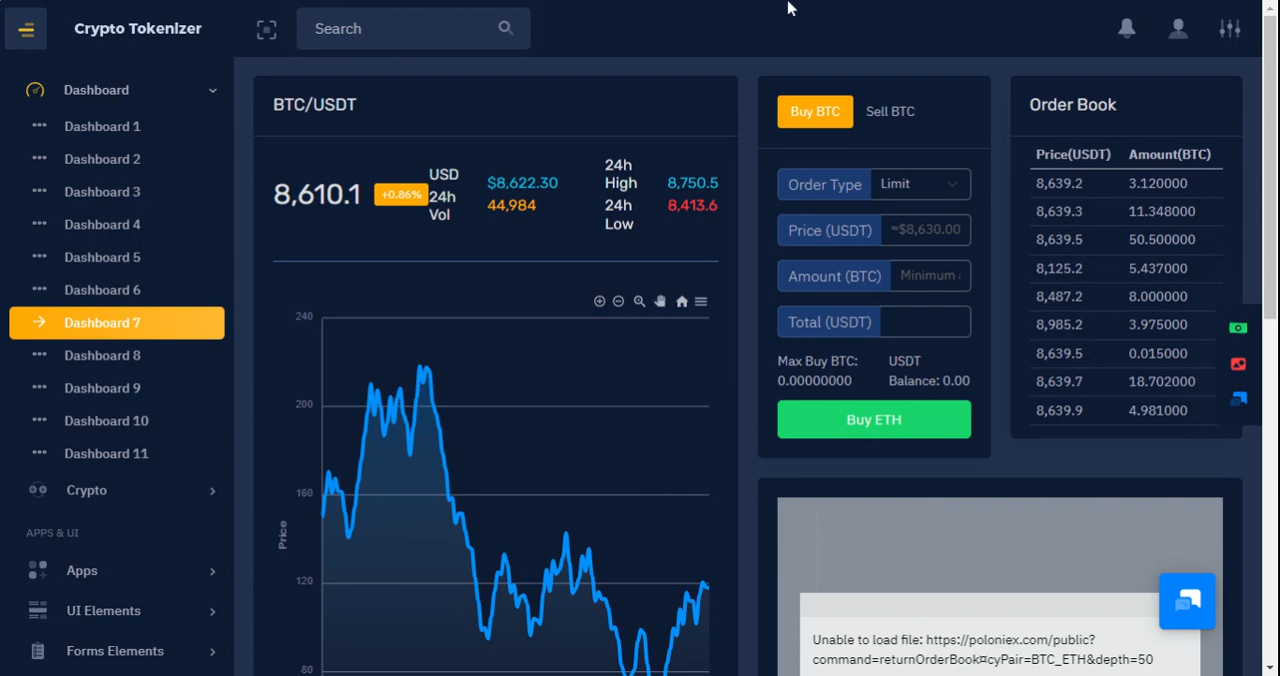 Crypto Tokenizer
Search
Dashboard
Dashboard 1
Dashboard 2
Dashboard 3
Dashboard 4
Dashboard 5
Dashboard 6
Dashboard 7
Dashboard 8
Dashboard 9
Dashboard 10
Dashboard 11
Crypto
APPS & UI
Apps
UI Elements
Forms Elements
BTC/USDT
8,610.1
+0.86%
USD
24h
Vol
$8,622.30
44,984
24h
High
24h
Low
8,750.5
8,413.6
240
200
160
120
80
Price
Buy BTC
Sell BTC
Order Type
Limit
Price (USDT)
≈$8,630.00
Amount (BTC)
Minimum
Total (USDT)
Max Buy BTC:
0.00000000
USDT
Balance: 0.00
Buy ETH
Order Book
Price(USDT) Amount(BTC)
8,639.2 3.120000
8,639.3 11.348000
8,639.5 50.500000
8,125.2 5.437000
8,487.2 8.000000
8,985.2 3.975000
8,639.5 0.015000
8,639.7 18.702000
8,639.9 4.981000
Unable to load file: https://poloniex.com/public?
command=returnOrderBook¤cyPair=BTC_ETH&depth=50